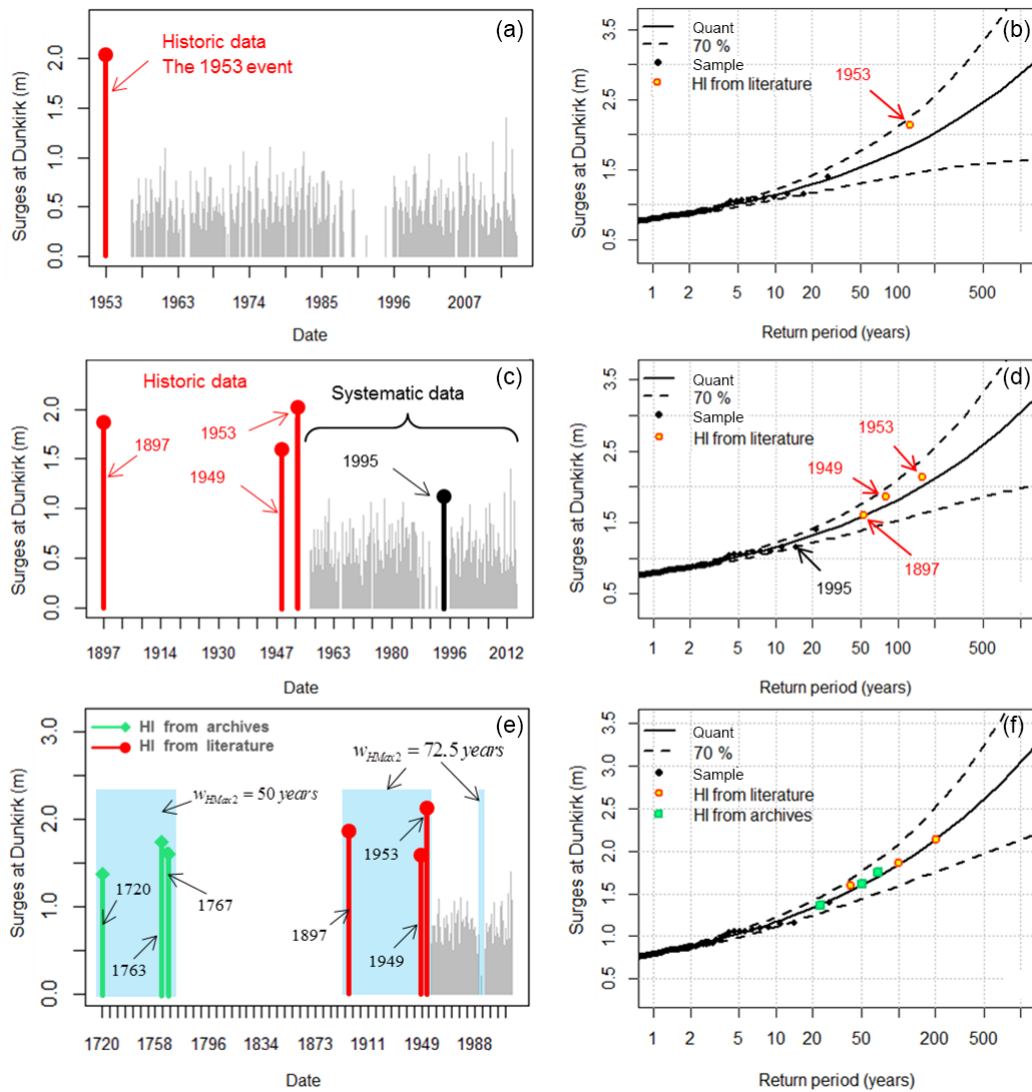 (a)
Surges at Dunkirk (m)
2.0
1.5
1.0
0.5
0.0
Historic data
The 1953 event
1953 1963 1974 1985 1996 2007
Date
(b)
Surges at Dunkirk (m)
3.5
2.5
1.5
0.5
Quant
70 %
Sample
HI from literature
1953
1 2 5 10 20 50 100 500
Return period (years)
(c)
Surges at Dunkirk (m)
2.0
1.5
1.0
0.5
0.0
Historic data
Systematic data
1953
1897
1949
1995
1897 1914 1930 1947 1963 1980 1996 2012
Date
(d)
Surges at Dunkirk (m)
3.5
2.5
1.5
0.5
Quant
70 %
Sample
HI from literature
1953
1949
1897
1995
1 2 5 10 20 50 100 500
Return period (years)
(e)
Surges at Dunkirk (m)
3.0
2.0
1.0
0.0
HI from archives
HI from literature
w_HMax2 = 72.5 years
w_HMax2 = 50 years
1953
1720
1767
1897
1949
1763
1720 1758 1796 1834 1873 1911 1949 1988
Date
(f)
Surges at Dunkirk (m)
3.5
3.0
2.5
2.0
1.5
1.0
0.5
Quant
70 %
Sample
HI from literature
HI from archives
1 2 5 10 20 50 100 200 500
Return period (years)